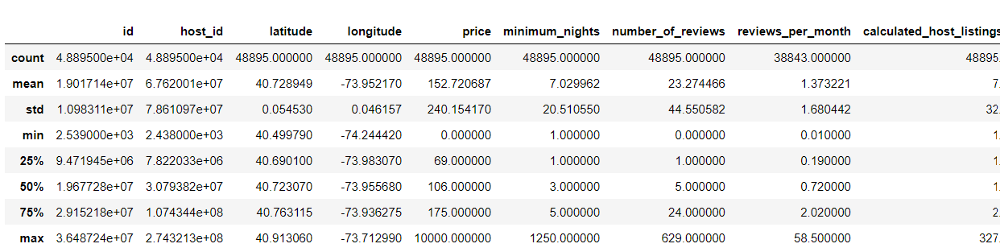 id host_id latitude longitude price minimum_nights number_of_reviews reviews_per_month calculated_host_listings
count 4.889500e+04 4.889500e+04 48895.000000 48895.000000 48895.000000 48895.000000 48895.000000 38843.000000 48895.
mean 1.901714e+07 6.762001e+07 40.728949 -73.952170 152.720687 7.029962 23.274466 1.373221 7.
std 1.098311e+07 7.861097e+07 0.054530 0.046157 240.154170 20.510550 44.550582 1.680442 32.
min 2.539000e+03 2.438000e+03 40.499790 -74.244420 0.000000 1.000000 0.000000 0.010000 1.
25% 9.471945e+06 7.822033e+06 40.690100 -73.983070 69.000000 1.000000 1.000000 0.190000 1.
50% 1.967728e+07 3.079382e+07 40.723070 -73.955680 106.000000 3.000000 5.000000 0.720000 1.
75% 2.915218e+07 1.074344e+08 40.763115 -73.936275 175.000000 5.000000 24.000000 2.020000 2.
max 3.648724e+07 2.743213e+08 40.913060 -73.712990 10000.000000 1250.000000 629.000000 58.500000 327.